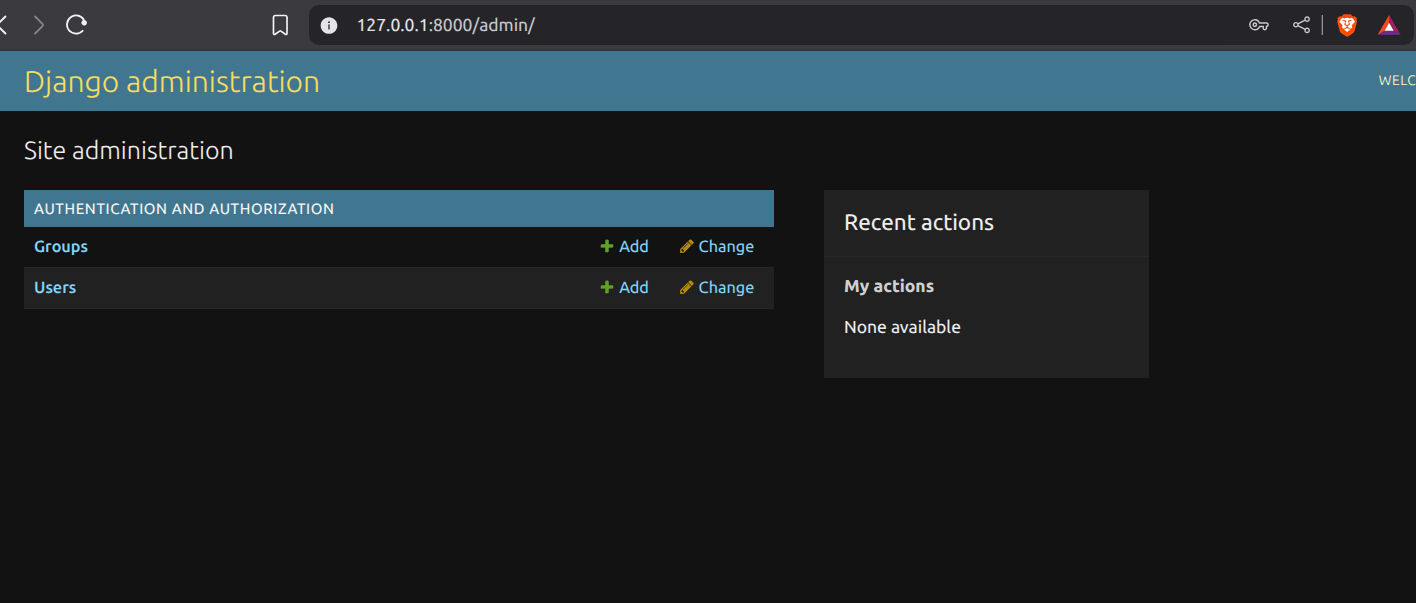 127.0.0.1:8000/admin/
Django administration
WELC
Site administration
AUTHENTICATION AND AUTHORIZATION
Groups Add Change
Users Add Change
Recent actions
My actions
None available